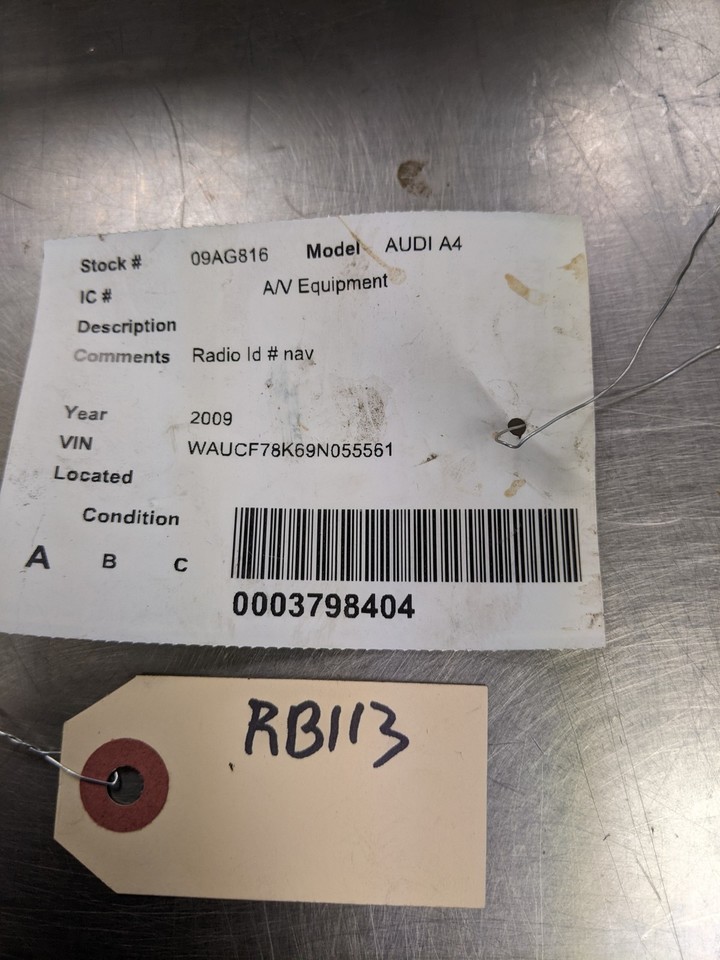 Stock # 09AG816 Model AUDI A4
IC # A/V Equipment
Description
Comments Radio Id # nav
Year 2009
VIN WAUCF78K69N055561
Located
Condition
A B C
0003798404
RB113